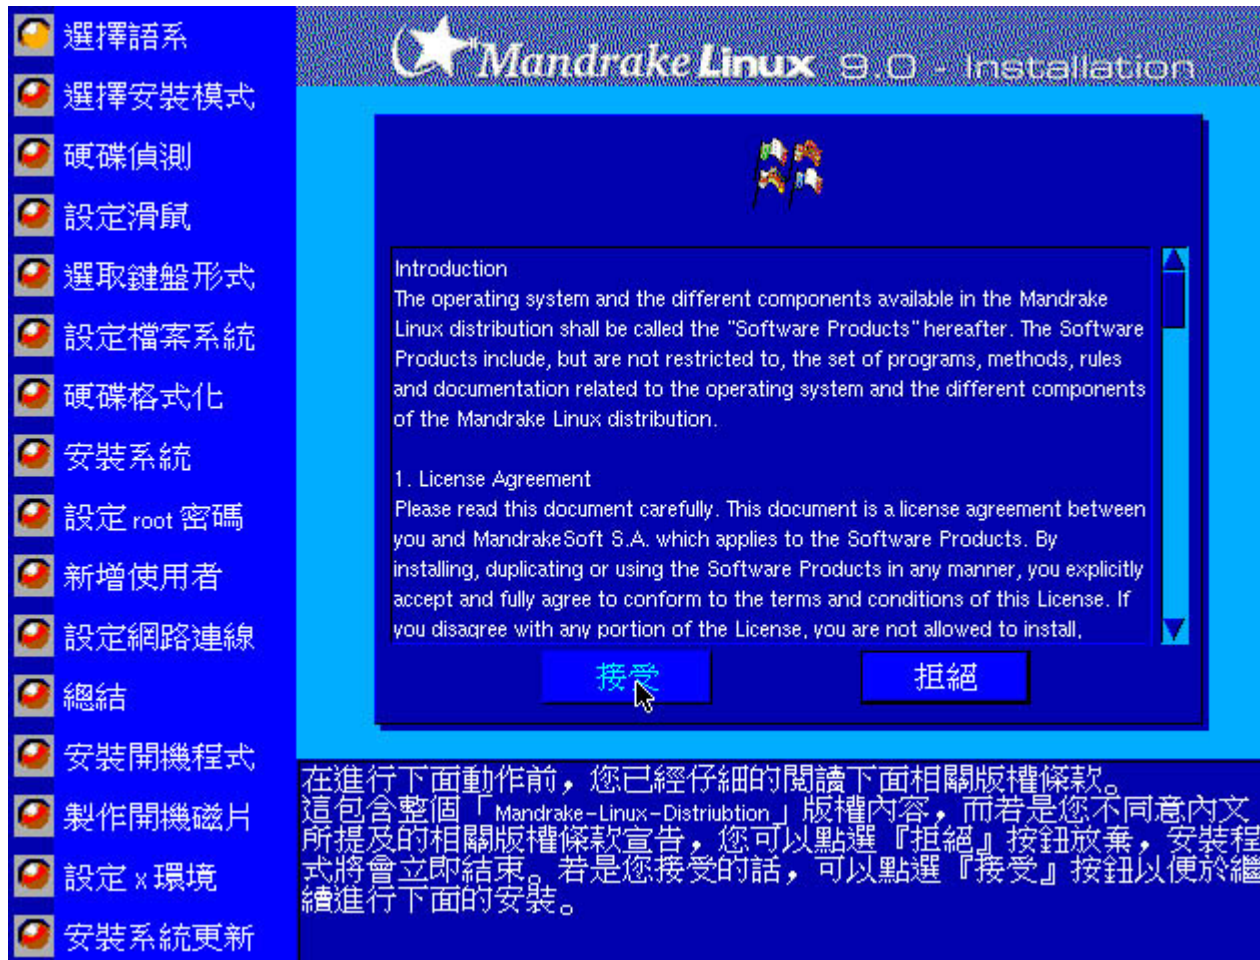 選擇語系
選擇安裝模式
硬碟偵測
設定滑鼠
選取鍵盤形式
設定檔案系統
硬碟格式化
安裝系統
設定 root 密碼
新增使用者
設定網路連線
總結
安裝開機程式
製作開機磁片
設定 x 環境
安裝系統更新
Mandrake Linux 9.0 - Installation
Introduction
The operating system and the different components available in the Mandrake
Linux distribution shall be called the "Software Products" hereafter. The Software
Products include, but are not restricted to, the set of programs, methods, rules
and documentation related to the operating system and the different components
of the Mandrake Linux distribution.
1. License Agreement
Please read this document carefully. This document is a license agreement between
you and MandrakeSoft S.A. which applies to the Software Products. By
installing, duplicating or using the Software Products in any manner, you explicitly
accept and fully agree to conform to the terms and conditions of this License. If
you disagree with any portion of the License, you are not allowed to install,
接受
拒絕
在進行下面動作前，您已經仔細的閱讀下面相關版權條款。
這包含整個「Mandrake-Linux-Distriubtion」版權內容，而若是您不同意內文
所提及的相關版權條款宣告，您可以點選『拒絕』按鈕放棄，安裝程
式將會立即結束。若是您接受的話，可以點選『接受』按鈕以便於繼
續進行下面的安裝。